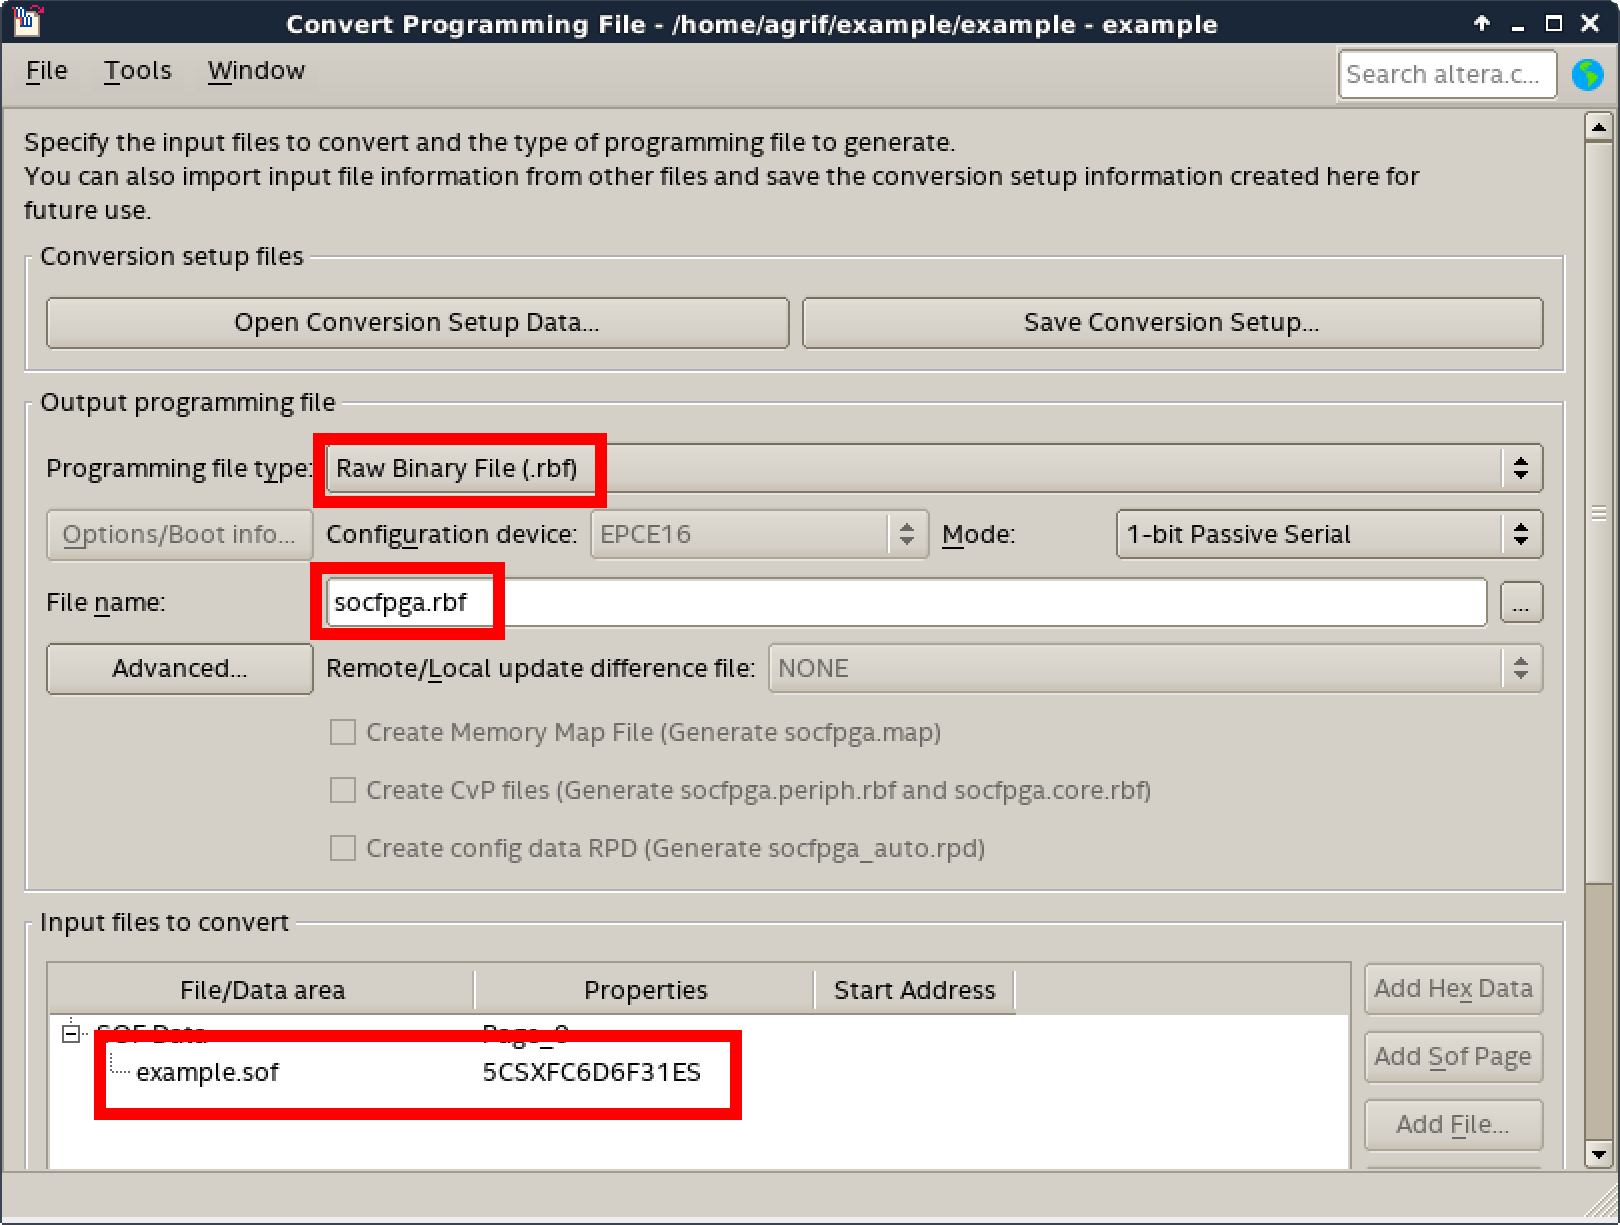 Convert Programming File - /home/agrif/example/example - example
File Tools Window Search altera.c...
Specify the input files to convert and the type of programming file to generate.
You can also import input file information from other files and save the conversion setup information created here for
future use.
Conversion setup files
Open Conversion Setup Data... Save Conversion Setup...
Output programming file
Programming file type: Raw Binary File (.rbf)
Options/Boot info... Configuration device: EPCE16 Mode: 1-bit Passive Serial
File name: socfpga.rbf ...
Advanced... Remote/Local update difference file: NONE
Create Memory Map File (Generate socfpga.map)
Create CvP files (Generate socfpga.periph.rbf and socfpga.core.rbf)
Create config data RPD (Generate socfpga_auto.rpd)
Input files to convert
File/Data area Properties Start Address Add Hex Data
SOF Data Page_0
example.sof 5CSXFC6D6F31ES Add Sof Page
Add File...